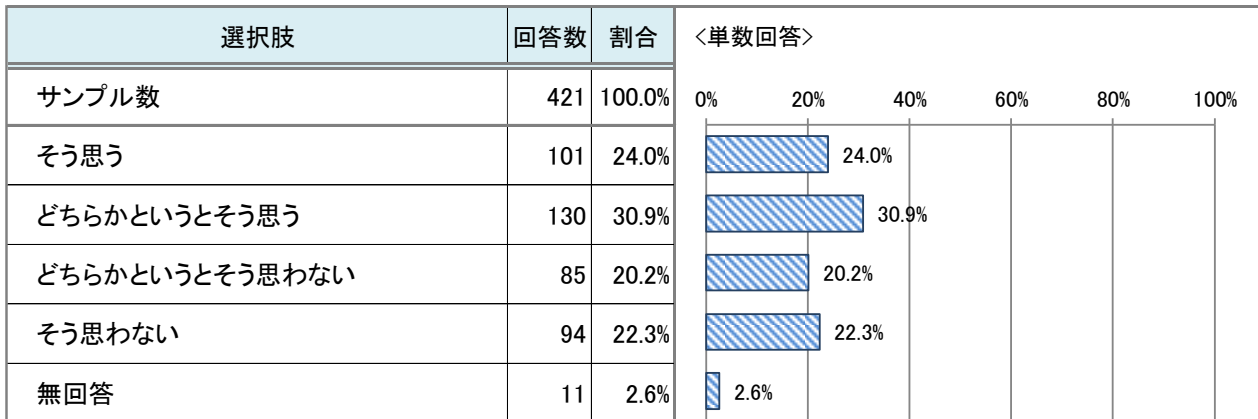 選択肢 回答数 割合 <単数回答>
サンプル数 421 100.0%
0% 20% 40% 60% 80% 100%
そう思う 101 24.0% 24.0%
どちらかというとそう思う 130 30.9% 30.9%
どちらかというとそう思わない 85 20.2% 20.2%
そう思わない 94 22.3% 22.3%
無回答 11 2.6% 2.6%